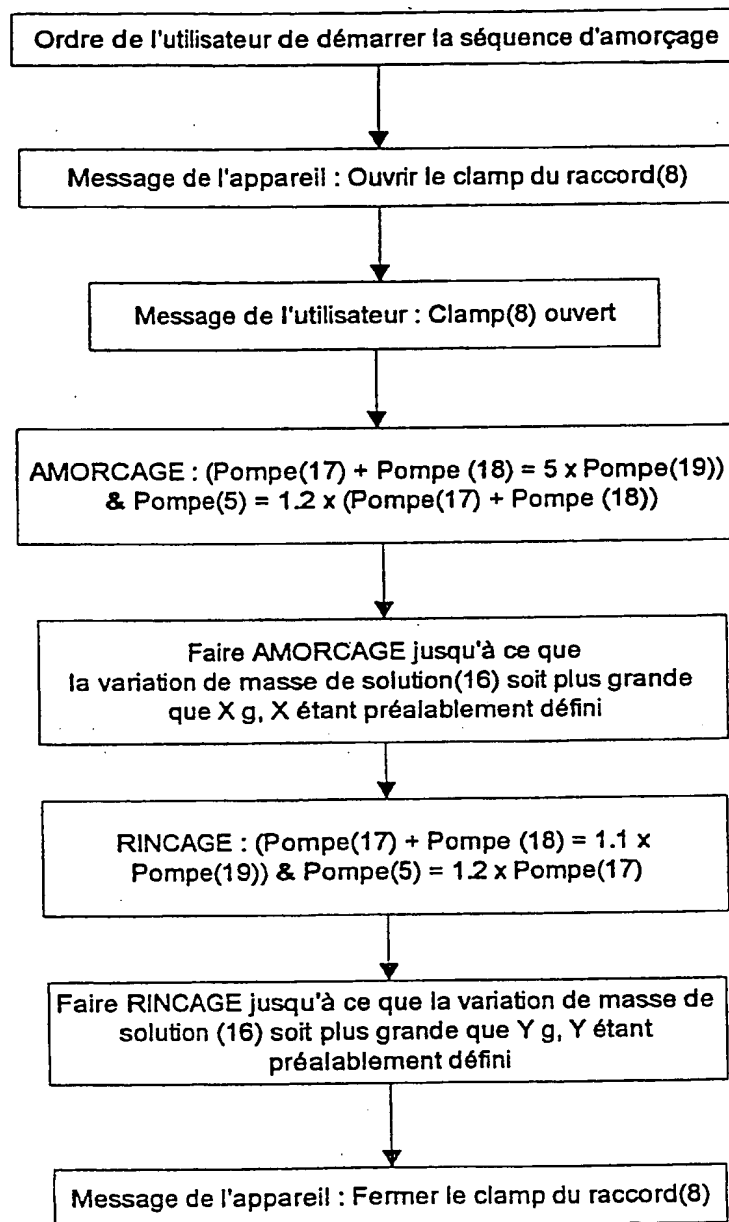 Ordre de l'utilisateur de démarrer la séquence d'amorçage
Message de l'appareil : Ouvrir le clamp du raccord(8)
Message de l'utilisateur : Clamp(8) ouvert
AMORCAGE : (Pompe(17) + Pompe (18) = 5 x Pompe(19))
& Pompe(5) = 1.2 x (Pompe(17) + Pompe (18))
Faire AMORCAGE jusqu'à ce que
la variation de masse de solution(16) soit plus grande
que X g, X étant préalablement défini
RINCAGE : (Pompe(17) + Pompe (18) = 1.1 x
Pompe(19)) & Pompe(5) = 1.2 x Pompe(17)
Faire RINCAGE jusqu'à ce que la variation de masse de
solution (16) soit plus grande que Y g, Y étant
préalablement défini
Message de l'appareil : Fermer le clamp du raccord(8)